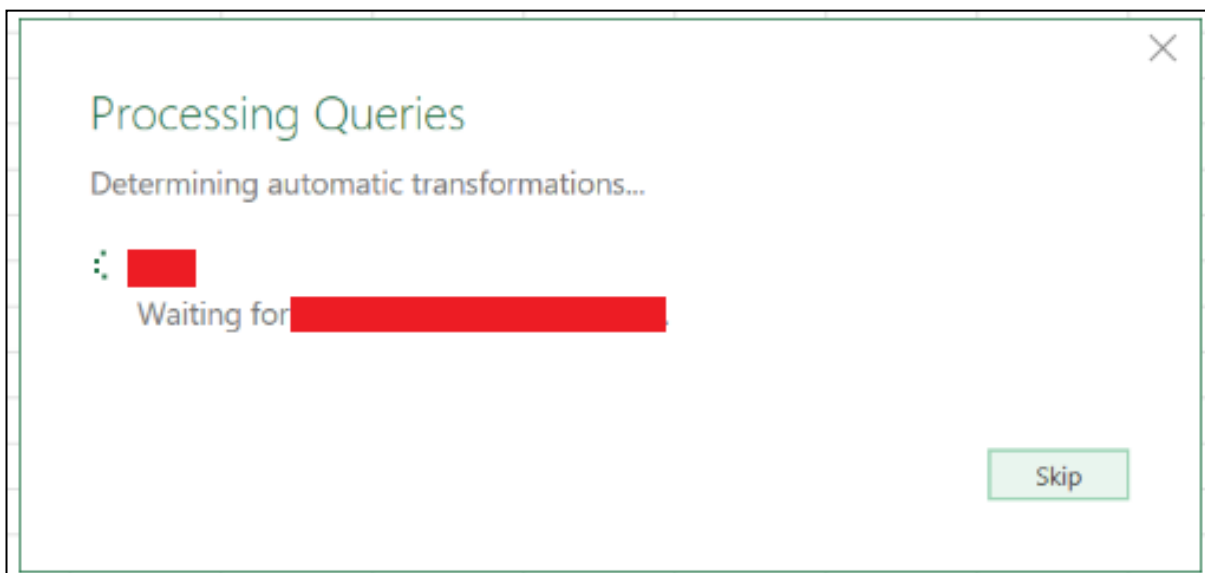 Processing Queries
Determining automatic transformations...
Waiting for .
Skip